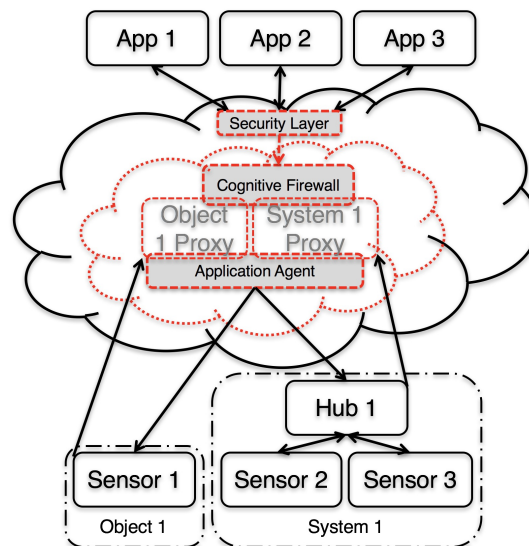 App 1
App 2
App 3
Security Layer
Cognitive Firewall
Object
1 Proxy
System 1
Proxy
Application Agent
Hub 1
Sensor 1
Sensor 2
Sensor 3
Object 1
System 1